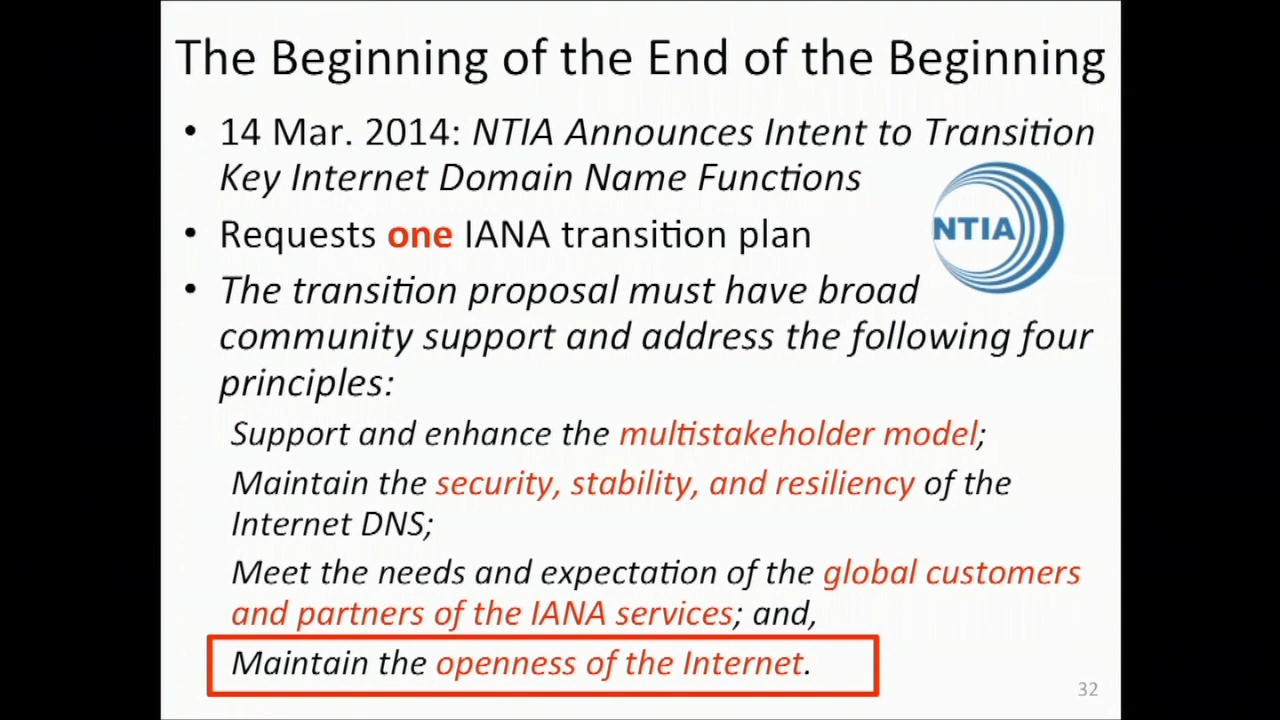 The Beginning of the End of the Beginning
• 14 Mar. 2014: NTIA Announces Intent to Transition
Key Internet Domain Name Functions
NTIA
• Requests one IANA transition plan
• The transition proposal must have broad
community support and address the following four
principles:
Support and enhance the multistakeholder model;
Maintain the security, stability, and resiliency of the
Internet DNS;
Meet the needs and expectation of the global customers
and partners of the IANA services; and,
Maintain the openness of the Internet.
32